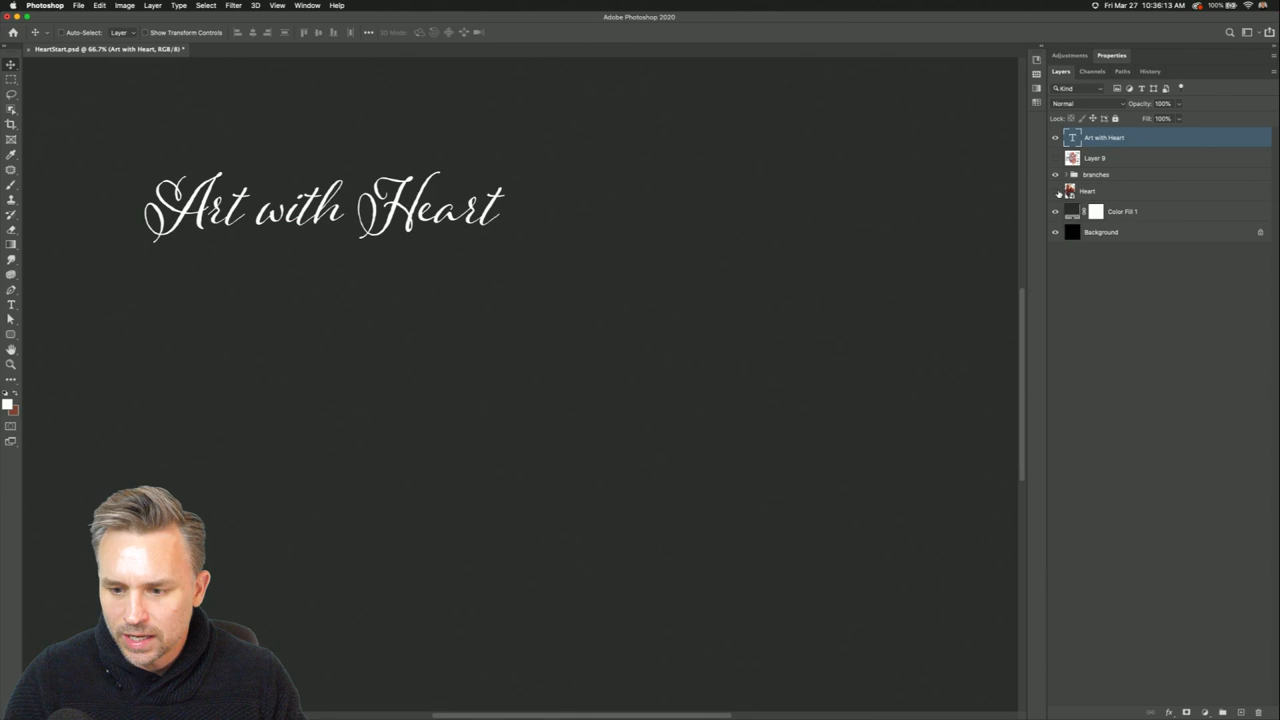 Photoshop File Edit Image Layer Type Select Filter 3D View Window Help
Fri Mar 27 10:36:13 AM 100%
Adobe Photoshop 2020
Auto-Select: Layer Show Transform Controls 3D Mode:
HeartStart.psd @ 66.7% (Art with Heart, RGB/8) *
Adjustments Properties
Layers Channels Paths History
Kind
Normal Opacity: 100%
Lock: Fill: 100%
Art with Heart
Layer 9
branches
Heart
Color Fill 1
Background
Art with Heart